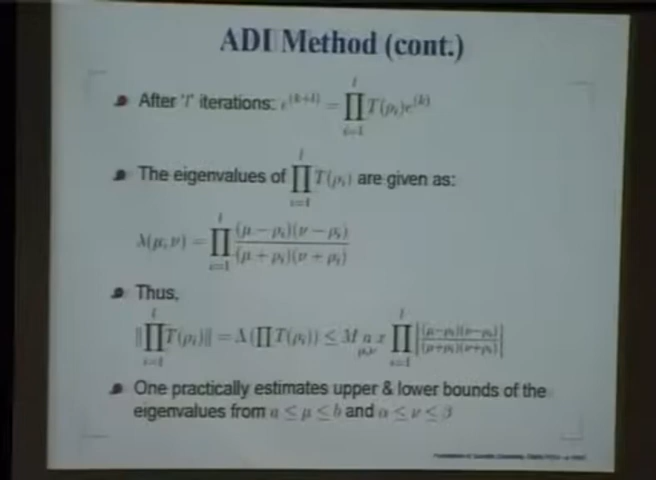 ADI Method (cont.)
After 'l' iterations: e^{(k+l)} = ∏_{i=1}^{l} T(ρ_i)e^{(k)}
The eigenvalues of ∏_{i=1}^{l} T(ρ_i) are given as:
λ(μ,ν) = ∏_{i=1}^{l} (μ − ρ_i)(ν − ρ_i) / (μ + ρ_i)(ν + ρ_i)
Thus,
‖∏_{i=1}^{l} T(ρ_i)‖ = Λ(∏T(ρ_i)) ≤ Max_{μ,ν} ∏_{i=1}^{l} |(μ−ρ_i)(ν−ρ_i) / (μ+ρ_i)(ν+ρ_i)|
One practically estimates upper & lower bounds of the
eigenvalues from a ≤ μ ≤ b and α ≤ ν ≤ β